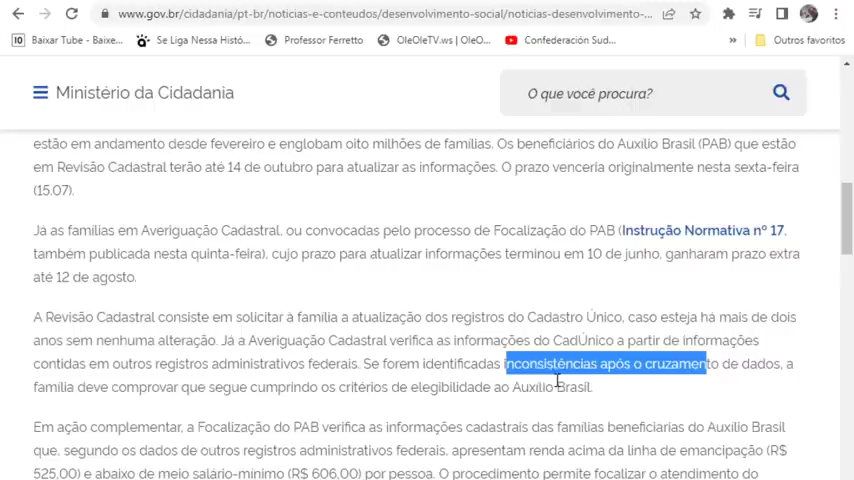 www.gov.br/cidadania/pt-br/noticias-e-conteudos/desenvolvimento-social/noticias-desenvolvimento-...
Baixar Tube - Baixe... Se Liga Nessa Histó... Professor Ferretto OleOleTV.ws | OleO... Confederación Sud... » Outros favoritos
Ministério da Cidadania
O que você procura?
estão em andamento desde fevereiro e englobam oito milhões de famílias. Os beneficiários do Auxílio Brasil (PAB) que estão
em Revisão Cadastral terão até 14 de outubro para atualizar as informações. O prazo venceria originalmente nesta sexta-feira
(15.07).
Já as famílias em Averiguação Cadastral, ou convocadas pelo processo de Focalização do PAB (Instrução Normativa nº 17,
também publicada nesta quinta-feira), cujo prazo para atualizar informações terminou em 10 de junho, ganharam prazo extra
até 12 de agosto.
A Revisão Cadastral consiste em solicitar à família a atualização dos registros do Cadastro Único, caso esteja há mais de dois
anos sem nenhuma alteração. Já a Averiguação Cadastral verifica as informações do CadÚnico a partir de informações
contidas em outros registros administrativos federais. Se forem identificadas inconsistências após o cruzamento de dados, a
família deve comprovar que segue cumprindo os critérios de elegibilidade ao Auxílio Brasil.
Em ação complementar, a Focalização do PAB verifica as informações cadastrais das famílias beneficiarias do Auxílio Brasil
que, segundo os dados de outros registros administrativos federais, apresentam renda acima da linha de emancipação (R$
525,00) e abaixo de meio salário-mínimo (R$ 606,00) por pessoa. O procedimento permite focalizar o atendimento do